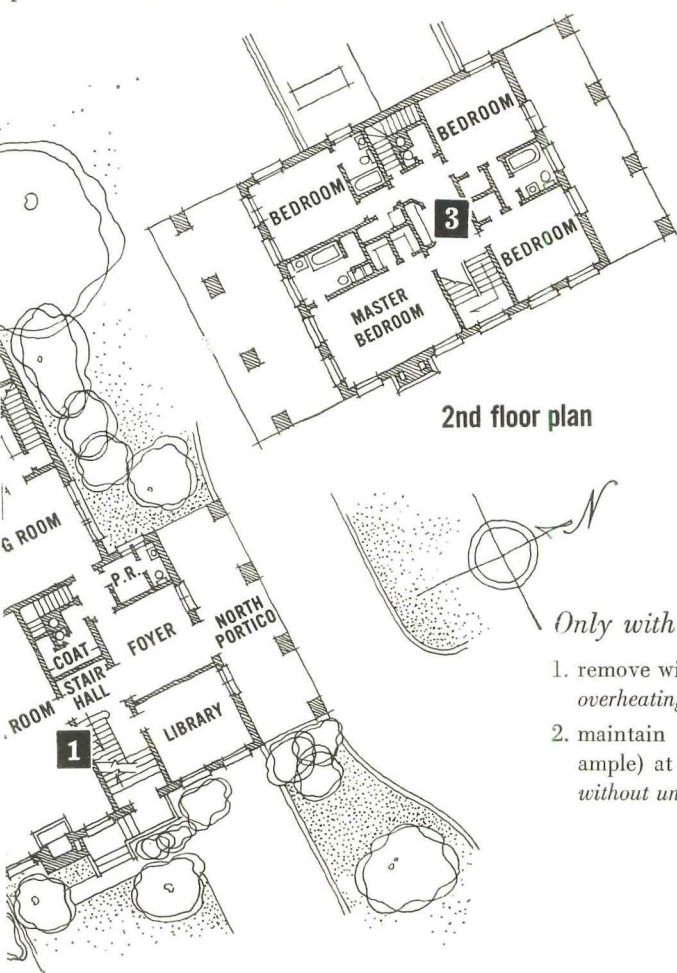 BEDROOM
BEDROOM
3
BEDROOM
MASTER
BEDROOM
2nd floor plan
N
G ROOM
P.R.
FOYER
NORTH
PORTICO
COAT
STAIR
HALL
ROOM
LIBRARY
1
Only with
1. remove wi
overheating
2. maintain
ample) at
without un